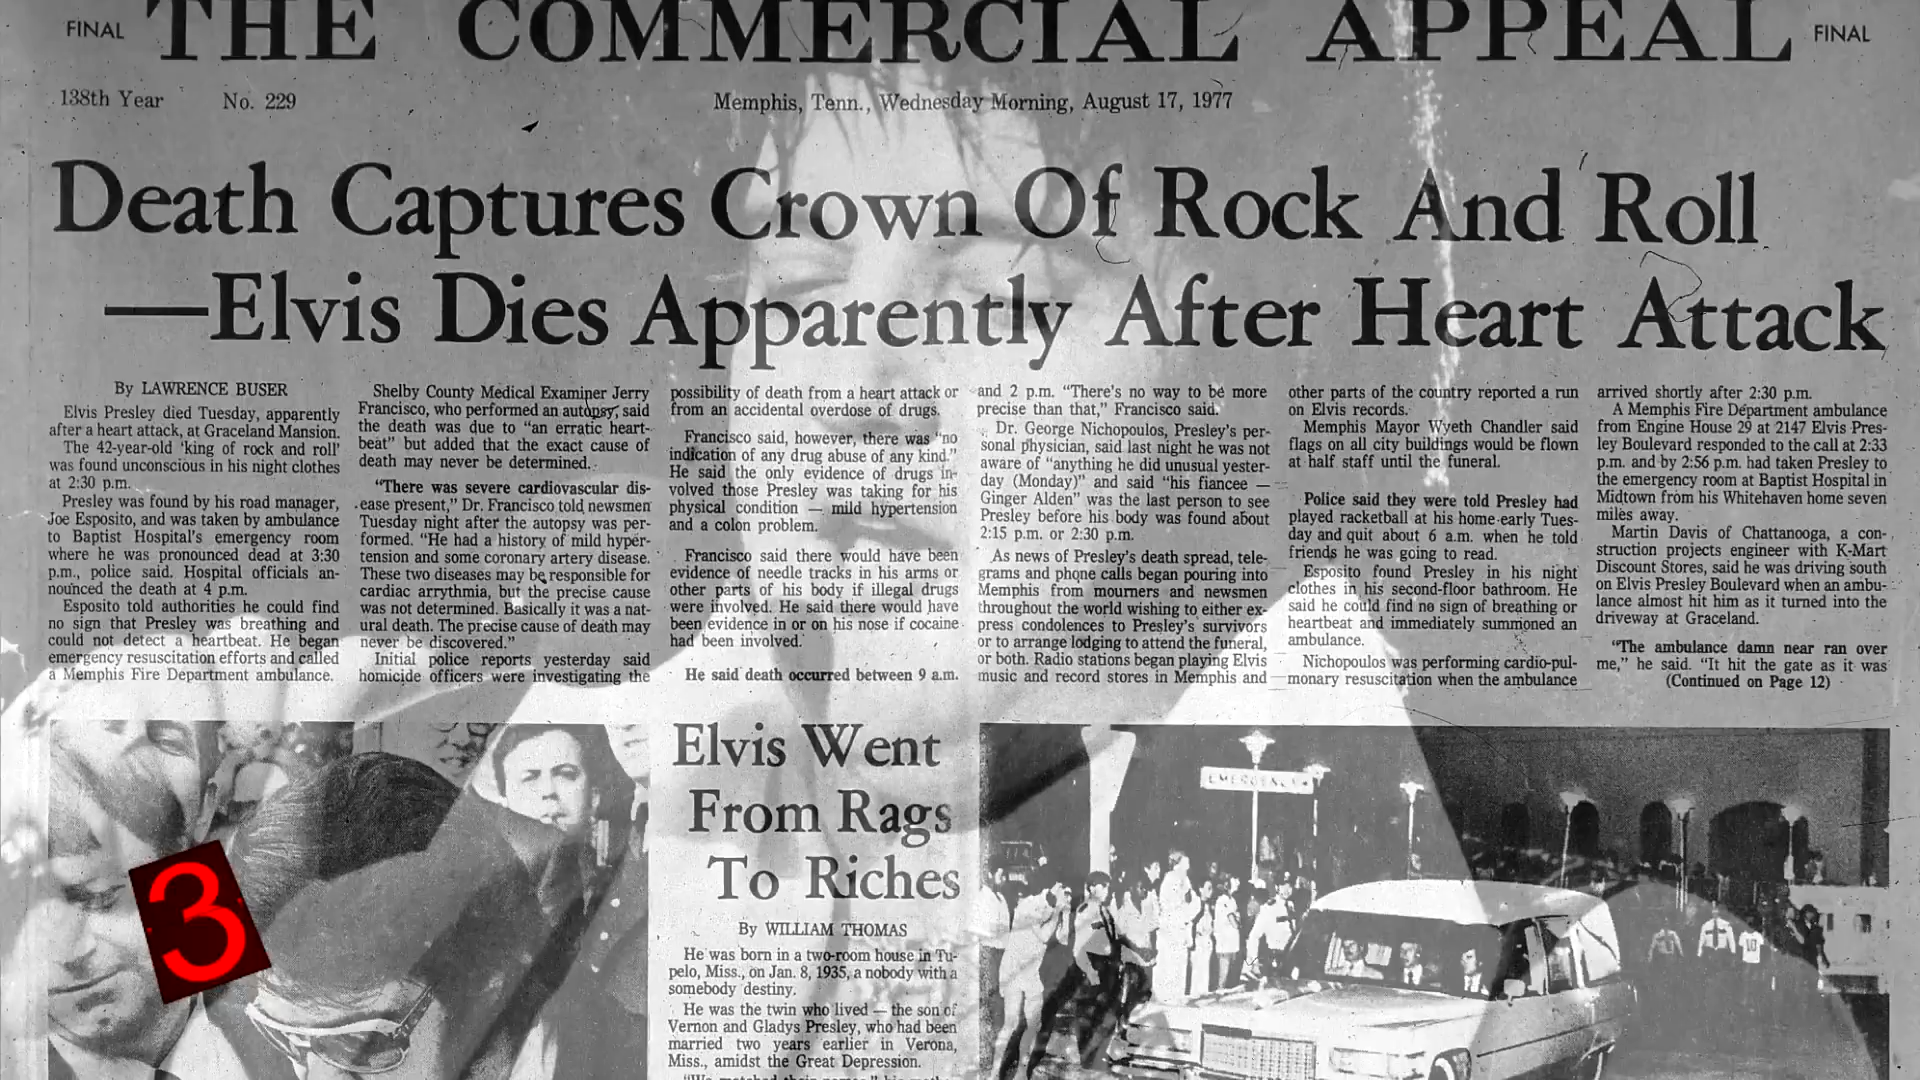 FINAL THE COMMERCIAL APPEAL FINAL
138th Year No. 229 Memphis, Tenn., Wednesday Morning, August 17, 1977
Death Captures Crown Of Rock And Roll
—Elvis Dies Apparently After Heart Attack
By LAWRENCE BUSER
Elvis Presley died Tuesday, apparently
after a heart attack, at Graceland Mansion.
The 42-year-old 'king of rock and roll'
was found unconscious in his night clothes
at 2:30 p.m.
Presley was found by his road manager,
Joe Esposito, and was taken by ambulance
to Baptist Hospital's emergency room
where he was pronounced dead at 3:30
p.m., police said. Hospital officials an-
nounced the death at 4 p.m.
Esposito told authorities he could find
no sign that Presley was breathing and
could not detect a heartbeat. He began
emergency resuscitation efforts and called
a Memphis Fire Department ambulance.
Shelby County Medical Examiner Jerry
Francisco, who performed an autopsy, said
the death was due to "an erratic heart-
beat" but added that the exact cause of
death may never be determined.
"There was severe cardiovascular dis-
ease present," Dr. Francisco told newsmen
Tuesday night after the autopsy was per-
formed. "He had a history of mild hyper-
tension and some coronary artery disease.
These two diseases may be responsible for
cardiac arrythmia, but the precise cause
was not determined. Basically it was a nat-
ural death. The precise cause of death may
never be discovered."
Initial police reports yesterday said
homicide officers were investigating the
possibility of death from a heart attack or
from an accidental overdose of drugs.
Francisco said, however, there was "no
indication of any drug abuse of any kind."
He said the only evidence of drugs in-
volved those Presley was taking for his
physical condition — mild hypertension
and a colon problem.
Francisco said there would have been
evidence of needle tracks in his arms or
other parts of his body if illegal drugs
were involved. He said there would have
been evidence in or on his nose if cocaine
had been involved.
He said death occurred between 9 a.m.
and 2 p.m. "There's no way to be more
precise than that," Francisco said.
Dr. George Nichopoulos, Presley's per-
sonal physician, said last night he was not
aware of "anything he did unusual yester-
day (Monday)" and said "his fiancee —
Ginger Alden" was the last person to see
Presley before his body was found about
2:15 p.m. or 2:30 p.m.
As news of Presley's death spread, tele-
grams and phone calls began pouring into
Memphis from mourners and newsmen
throughout the world wishing to either ex-
press condolences to Presley's survivors
or to arrange lodging to attend the funeral,
or both. Radio stations began playing Elvis
music and record stores in Memphis and
other parts of the country reported a run
on Elvis records.
Memphis Mayor Wyeth Chandler said
flags on all city buildings would be flown
at half staff until the funeral.
Police said they were told Presley had
played racketball at his home early Tues-
day and quit about 6 a.m. when he told
friends he was going to read.
Esposito found Presley in his night
clothes in his second-floor bathroom. He
said he could find no sign of breathing or
heartbeat and immediately summoned an
ambulance.
Nichopoulos was performing cardio-pul-
monary resuscitation when the ambulance
arrived shortly after 2:30 p.m.
A Memphis Fire Department ambulance
from Engine House 29 at 2147 Elvis Pres-
ley Boulevard responded to the call at 2:33
p.m. and by 2:56 p.m. had taken Presley to
the emergency room at Baptist Hospital in
Midtown from his Whitehaven home seven
miles away.
Martin Davis of Chattanooga, a con-
struction projects engineer with K-Mart
Discount Stores, said he was driving south
on Elvis Presley Boulevard when an ambu-
lance almost hit him as it turned into the
driveway at Graceland.
"The ambulance damn near ran over
me," he said. "It hit the gate as it was
(Continued on Page 12)
Elvis Went
From Rags
To Riches
By WILLIAM THOMAS
He was born in a two-room house in Tu-
pelo, Miss., on Jan. 8, 1935, a nobody with a
somebody destiny.
He was the twin who lived — the son of
Vernon and Gladys Presley, who had been
married two years earlier in Verona,
Miss., amidst the Great Depression.
EMERGENCY
3